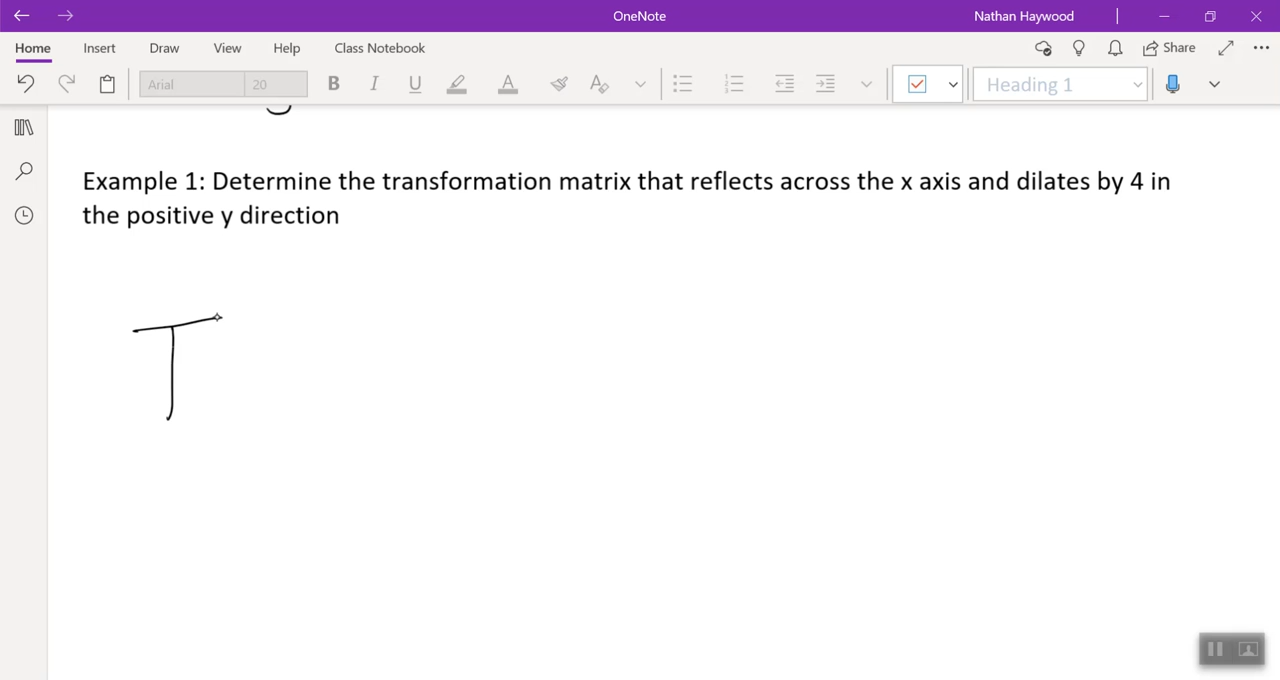 OneNote
Nathan Haywood
Home Insert Draw View Help Class Notebook
Share
Arial 20 B I U A A Heading 1
Example 1: Determine the transformation matrix that reflects across the x axis and dilates by 4 in
the positive y direction
T